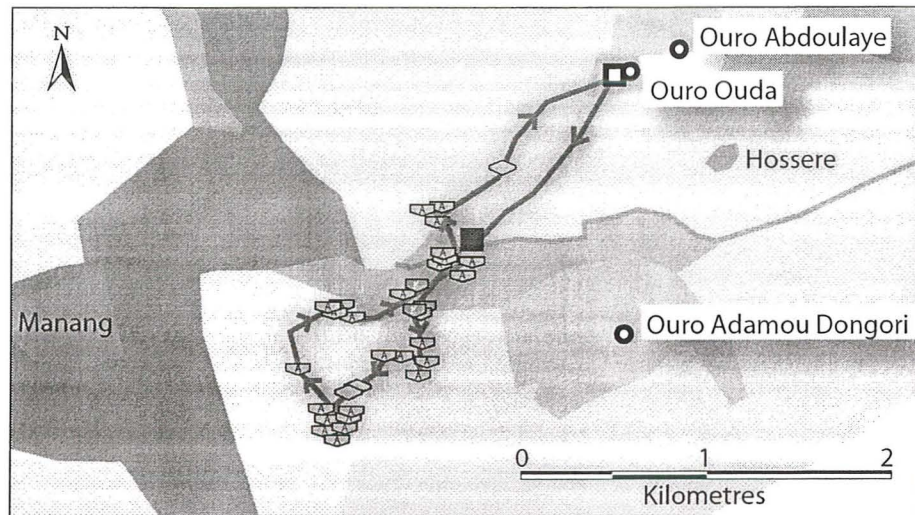 N
Ouro Abdoulaye
Ouro Ouda
Hossere
Manang
Ouro Adamou Dongori
0 1 2
Kilometres